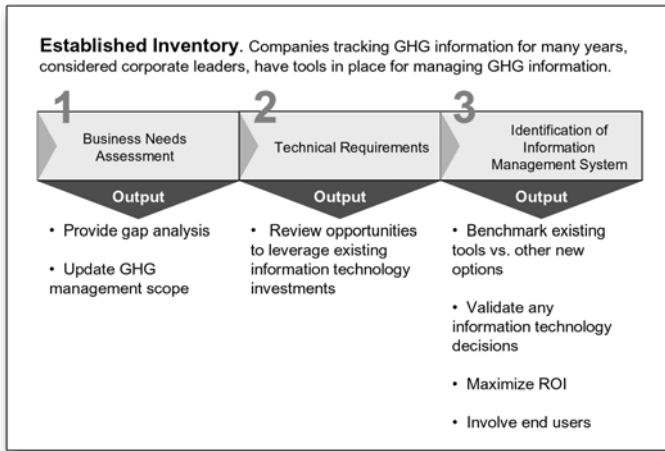 Established Inventory. Companies tracking GHG information for many years,
considered corporate leaders, have tools in place for managing GHG information.
1
Business Needs
Assessment
2
Technical Requirements
3
Identification of
Information
Management System
Output
• Provide gap analysis
• Update GHG
management scope
Output
• Review opportunities
to leverage existing
information technology
investments
Output
• Benchmark existing
tools vs. other new
options
• Validate any
information technology
decisions
• Maximize ROI
• Involve end users